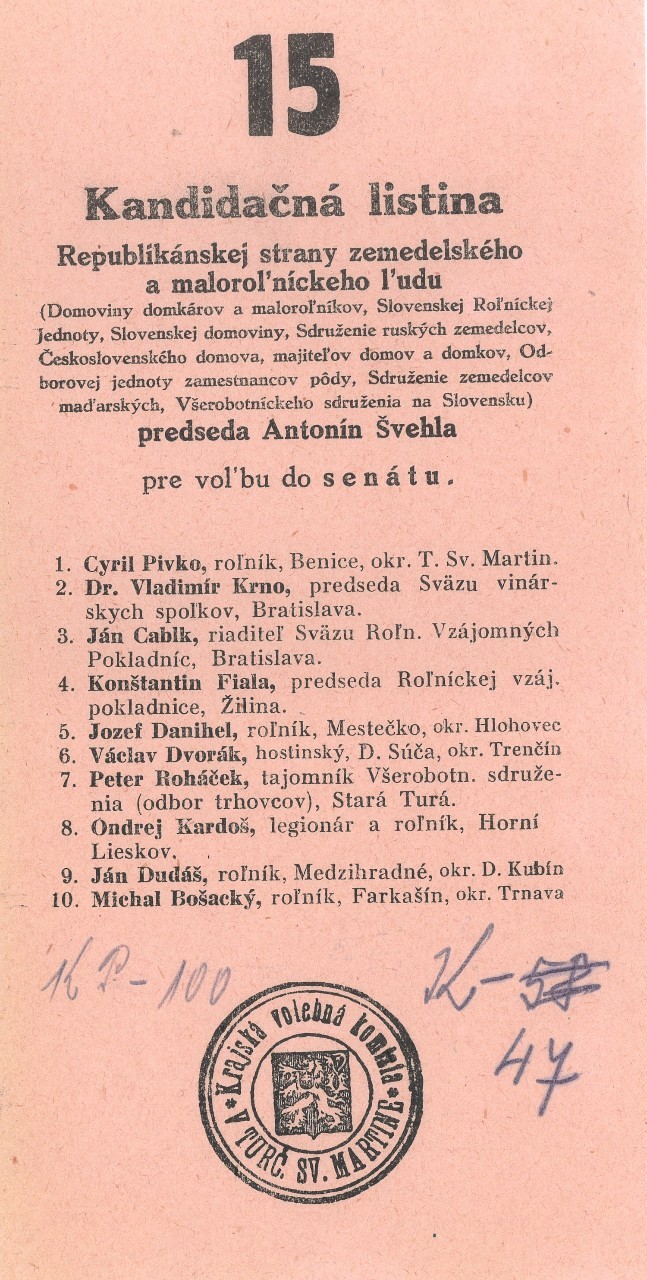 15
Kandidačná listina
Republikánskej strany zemedelského
a maloroľníckeho ľudu
(Domoviny domkárov a maloroľníkov, Slovenskej Roľníckej
Jednoty, Slovenskej domoviny, Sdruženie ruských zemedelcov,
Československého domova, majiteľov domov a domkov, Od-
borovej jednoty zamestnancov pôdy, Sdruženie zemedelcov
maďarských, Všerobotníckeho sdruženia na Slovensku)
predseda Antonín Švehla
pre voľbu do senátu.
1. Cyril Pivko, roľník, Benice, okr. T. Sv. Martin.
2. Dr. Vladimír Krno, predseda Sväzu vinár-
ských spoľkov, Bratislava.
3. Ján Cablk, riaditeľ Sväzu Roľn. Vzájomných
Pokladníc, Bratislava.
4. Konštantin Fiala, predseda Roľníckej vzáj.
pokladnice, Žilina.
5. Jozef Danihel, roľník, Mestečko, okr. Hlohovec
6. Václav Dvorák, hostinský, D. Súča, okr. Trenčín
7. Peter Roháček, tajomník Všerobotn. sdruže-
nia (odbor trhovcov), Stará Turá.
8. Ondrej Kardoš, legionár a roľník, Horní
Lieskov.
9. Ján Dudáš, roľník, Medzihradné, okr. D. Kubín
10. Michal Bošacký, roľník, Farkašín, okr. Trnava
KP-100
K-
47
* Krajská volebná komisia *
V TURČ. SV. MARTINE